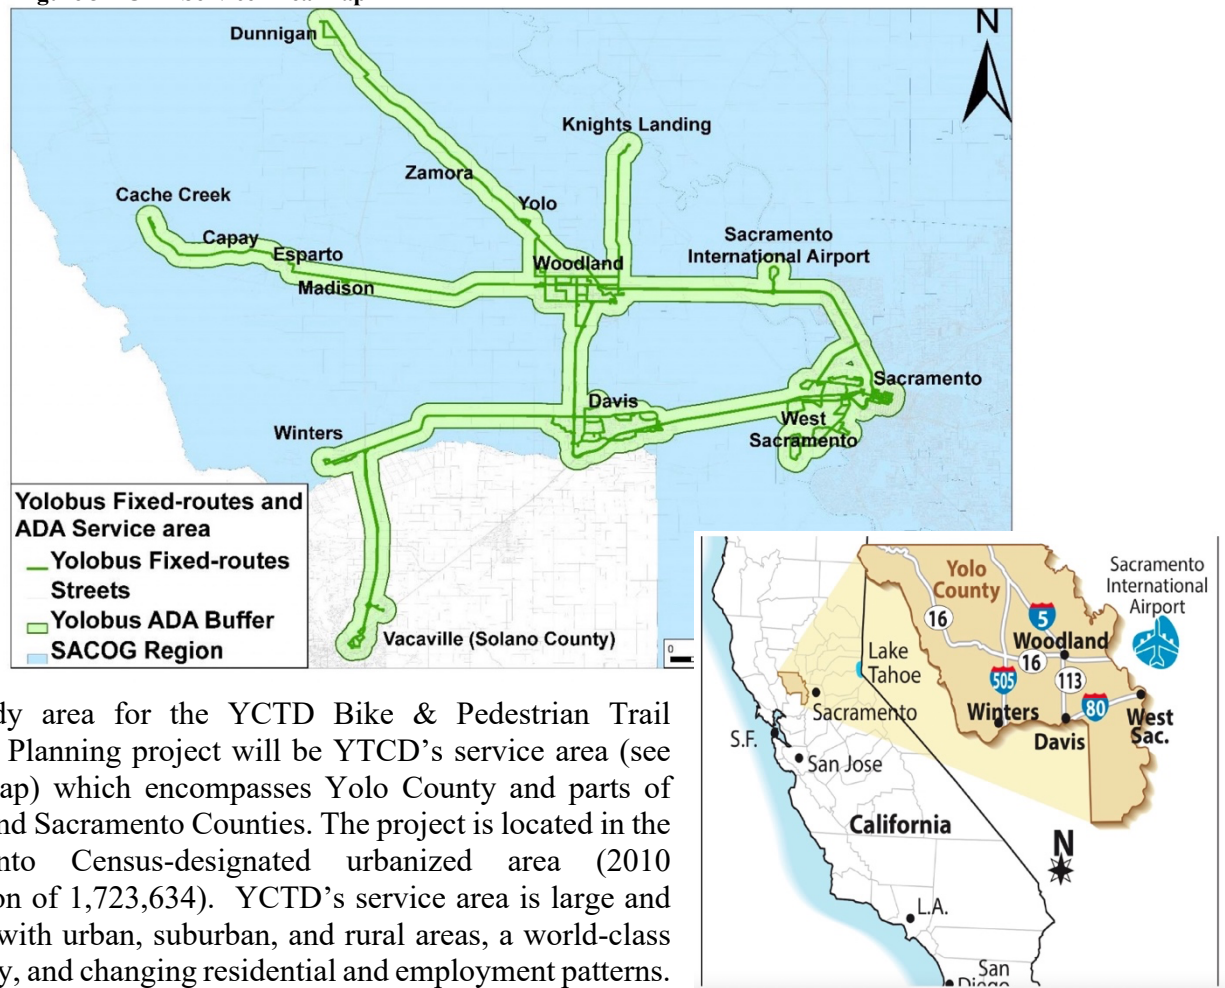 Dunnigan
N
Knights Landing
Zamora
Cache Creek
Yolo
Capay
Sacramento
International Airport
Esparto
Woodland
Madison
Sacramento
Davis
West
Sacramento
Winters
Yolobus Fixed-routes and
ADA Service area
Yolobus Fixed-routes
Streets
Yolobus ADA Buffer
SACOG Region
Vacaville (Solano County)
0
dy area for the YCTD Bike & Pedestrian Trail
Planning project will be YTCD's service area (see
ap) which encompasses Yolo County and parts of
nd Sacramento Counties. The project is located in the
nto Census-designated urbanized area (2010
on of 1,723,634). YCTD's service area is large and
with urban, suburban, and rural areas, a world-class
y, and changing residential and employment patterns.
Yolo
County
Sacramento
International
Airport
16
5
Woodland
16
505
113
80
Winters
Davis
West
Sac.
Lake
Tahoe
Sacramento
S.F.
San Jose
California
N
L.A.
San
Diego